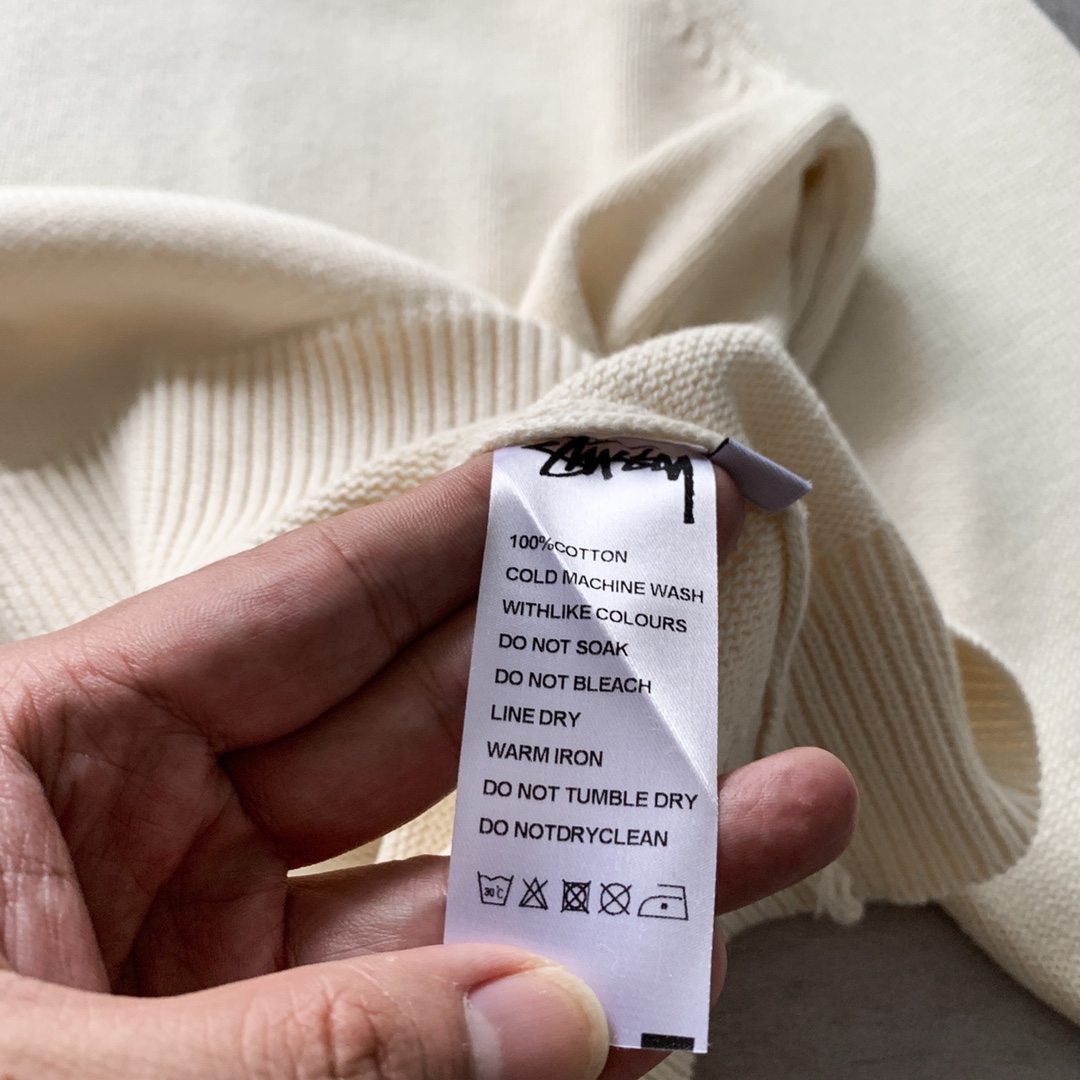 Stüssy
100%COTTON
COLD MACHINE WASH
WITHLIKE COLOURS
DO NOT SOAK
DO NOT BLEACH
LINE DRY
WARM IRON
DO NOT TUMBLE DRY
DO NOTDRYCLEAN
30℃